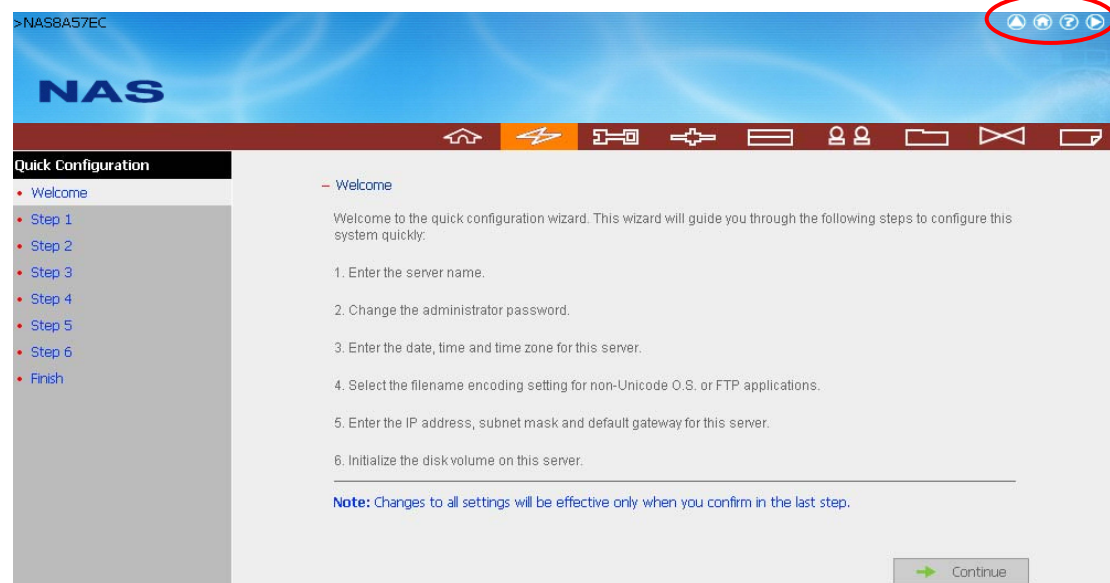 >NAS8A57EC
NAS
Quick Configuration
• Welcome
• Step 1
• Step 2
• Step 3
• Step 4
• Step 5
• Step 6
• Finish
– Welcome
Welcome to the quick configuration wizard. This wizard will guide you through the following steps to configure this
system quickly:
1. Enter the server name.
2. Change the administrator password.
3. Enter the date, time and time zone for this server.
4. Select the filename encoding setting for non-Unicode O.S. or FTP applications.
5. Enter the IP address, subnet mask and default gateway for this server.
6. Initialize the disk volume on this server.
Note: Changes to all settings will be effective only when you confirm in the last step.
Continue